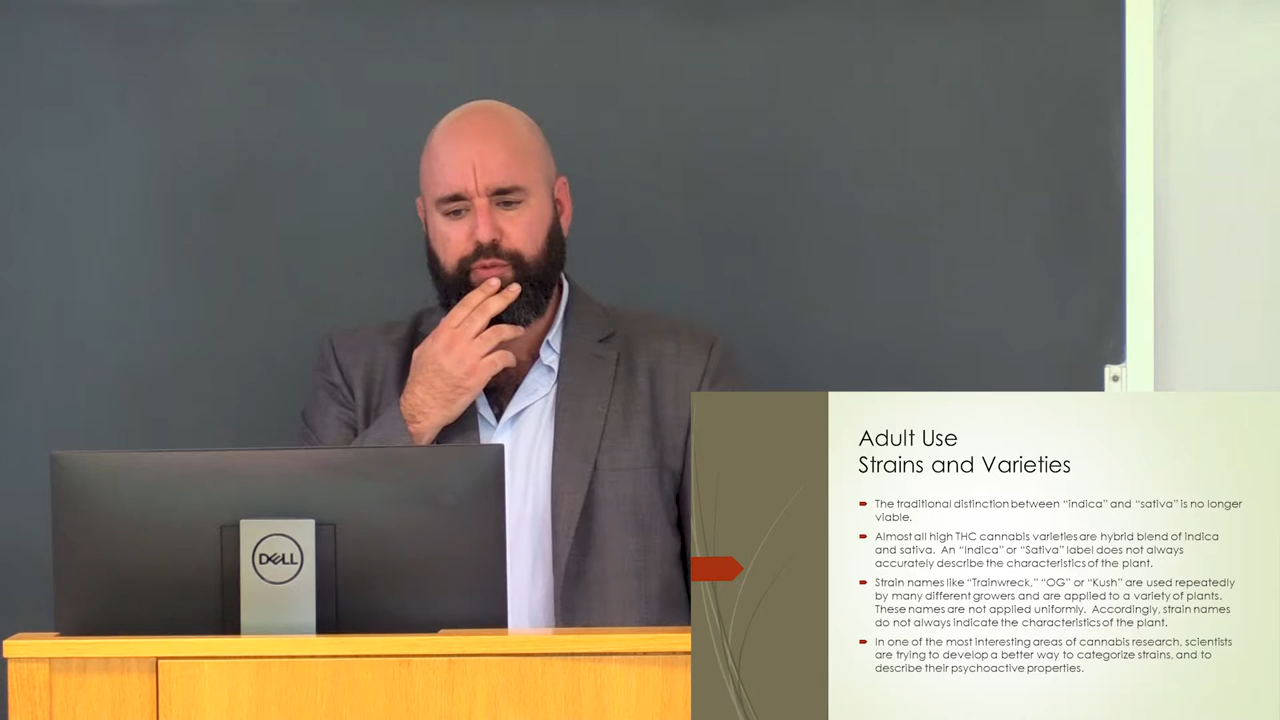 DELL
Adult Use
Strains and Varieties
The traditional distinction between “indica” and “sativa” is no longer
viable.
Almost all high THC cannabis varieties are hybrid blend of indica
and sativa. An “Indica” or “Sativa” label does not always
accurately describe the characteristics of the plant.
Strain names like “Trainwreck,” “OG” or “Kush” are used repeatedly
by many different growers and are applied to a variety of plants.
These names are not applied uniformly. Accordingly, strain names
do not always indicate the characteristics of the plant.
In one of the most interesting areas of cannabis research, scientists
are trying to develop a better way to categorize strains, and to
describe their psychoactive properties.